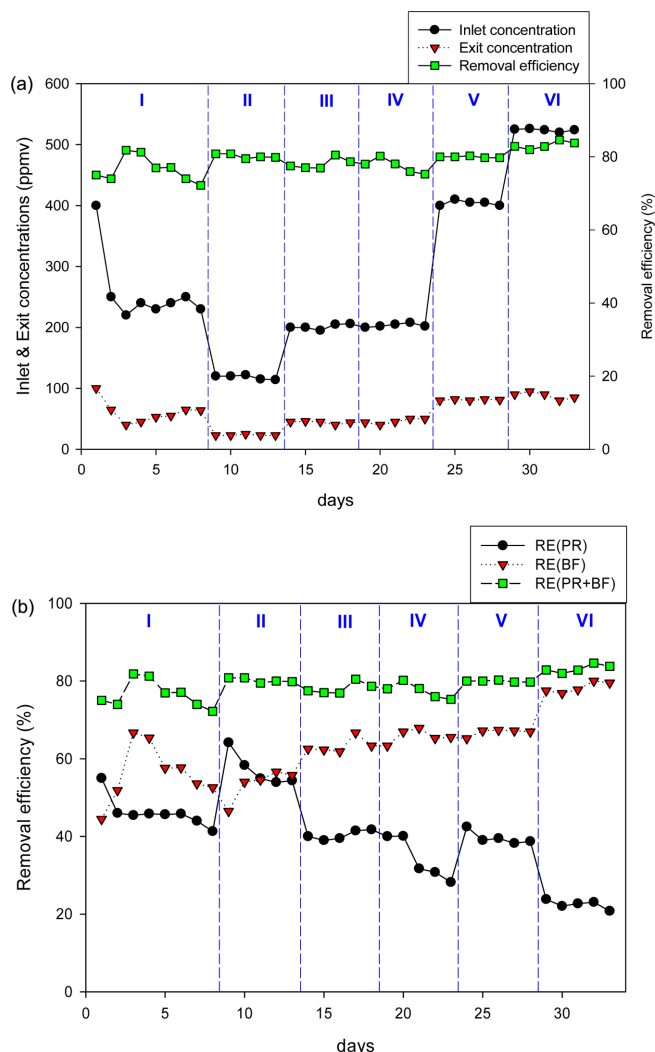 Inlet concentration
Exit concentration
Removal efficiency
(a)
I II III IV V VI
Inlet & Exit concentrations (ppmv)
600
500
400
300
200
100
0
Removal efficiency (%)
100
80
60
40
20
0
0 5 10 15 20 25 30
days
RE(PR)
RE(BF)
RE(PR+BF)
(b)
I II III IV V VI
Removal efficiency (%)
100
80
60
40
20
0
0 5 10 15 20 25 30
days